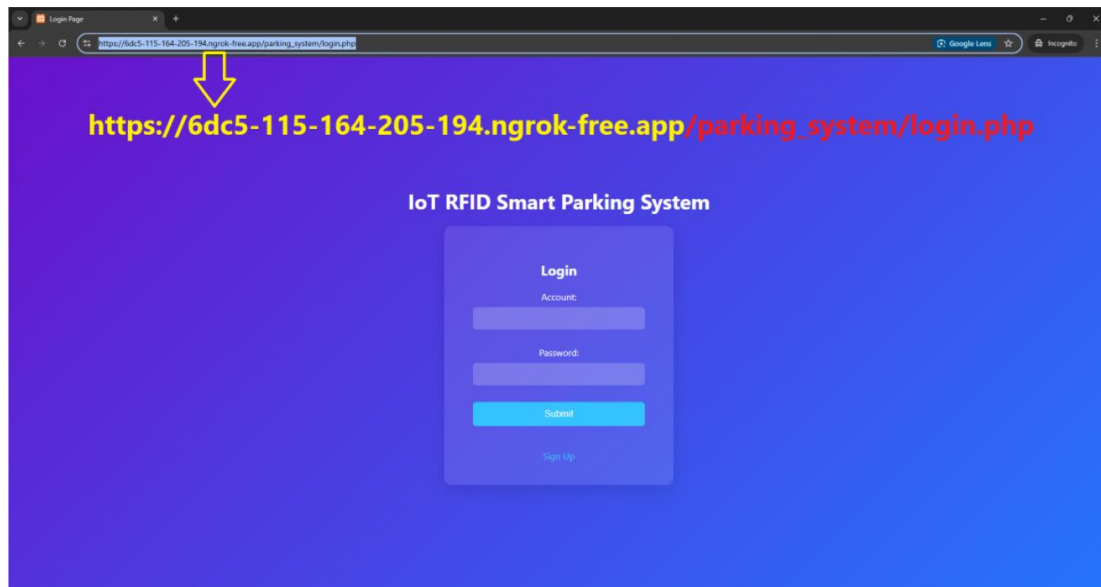 Login Page
https://6dc5-115-164-205-194.ngrok-free.app/parking_system/login.php
Google Lens
Incognito
https://6dc5-115-164-205-194.ngrok-free.app/parking_system/login.php
IoT RFID Smart Parking System
Login
Account:
Password:
Submit
Sign Up